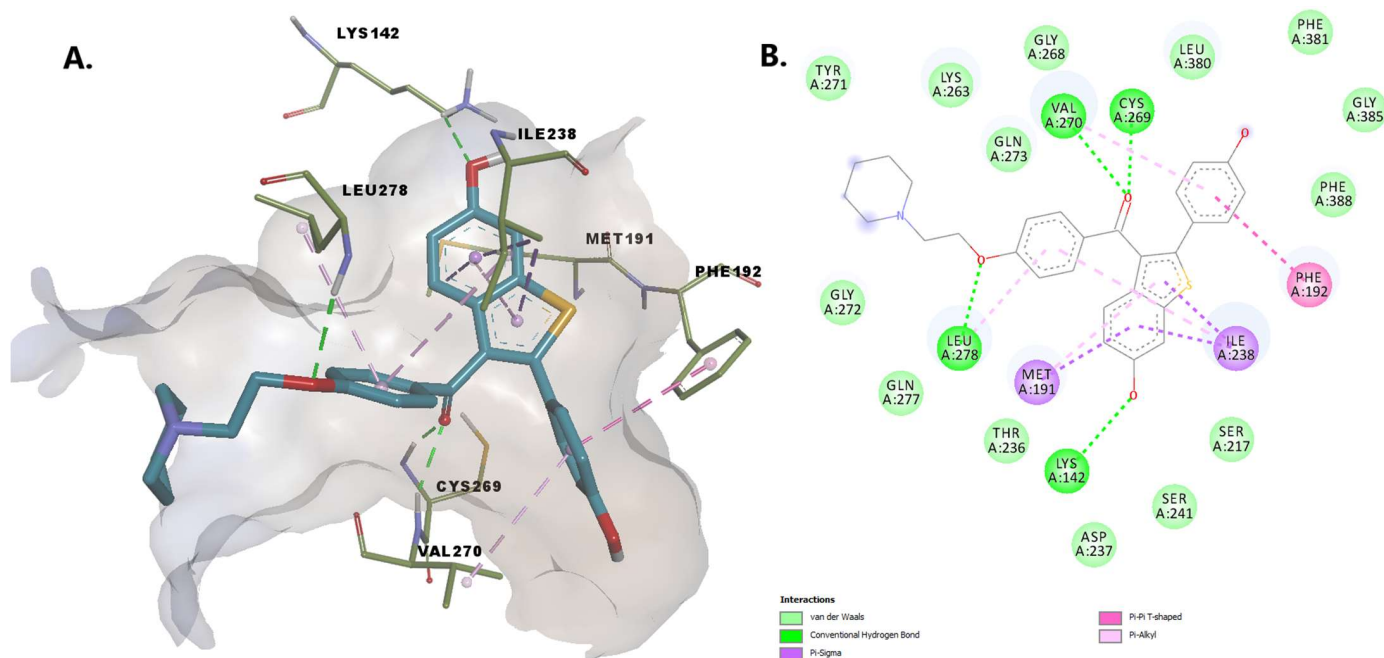 A.
LYS142
ILE238
LEU278
MET191
PHE192
CYS269
VAL270
B.
PHE
A:381
GLY
A:268
LEU
A:380
TYR
A:271
LYS
A:263
VAL
A:270
CYS
A:269
GLY
A:385
GLN
A:273
PHE
A:388
N
O
O
O
O
S
PHE
A:192
GLY
A:272
LEU
A:278
ILE
A:238
MET
A:191
GLN
A:277
THR
A:236
SER
A:217
LYS
A:142
SER
A:241
ASP
A:237
Interactions
van der Waals
Conventional Hydrogen Bond
Pi-Sigma
Pi-Pi T-shaped
Pi-Alkyl